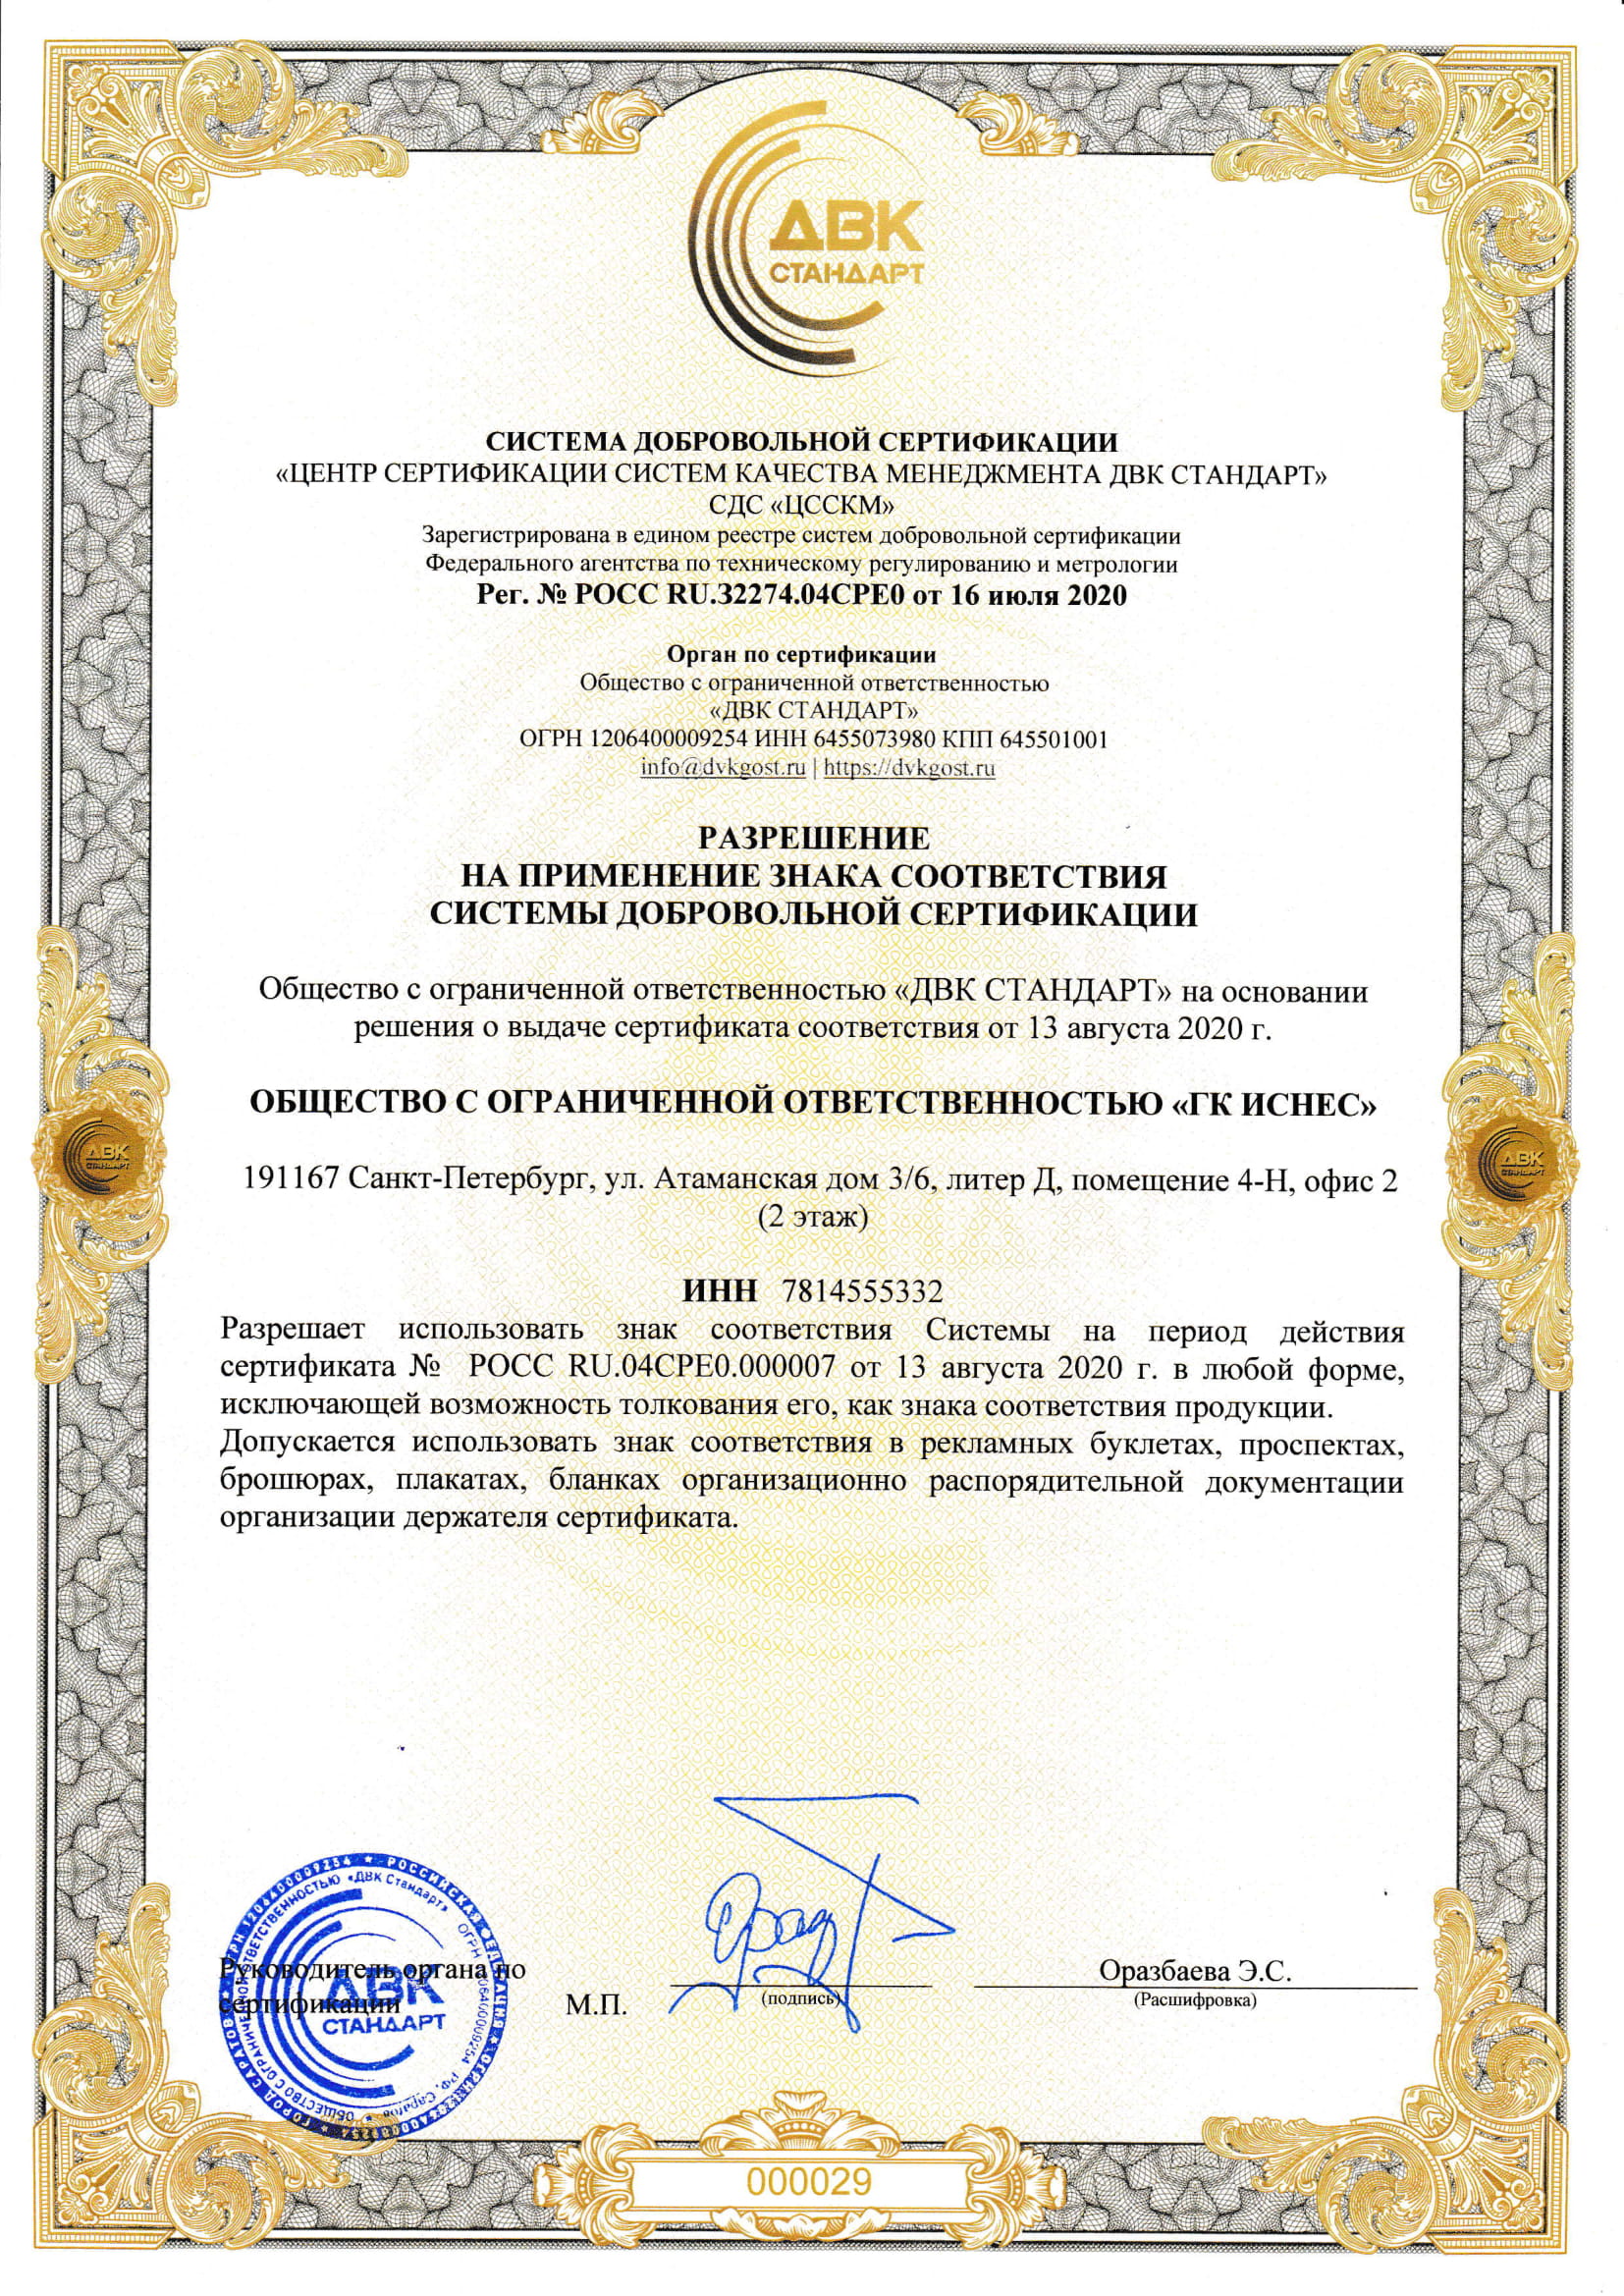 ДВК
СТАНДАРТ
СИСТЕМА ДОБРОВОЛЬНОЙ СЕРТИФИКАЦИИ
«ЦЕНТР СЕРТИФИКАЦИИ СИСТЕМ КАЧЕСТВА МЕНЕДЖМЕНТА ДВК СТАНДАРТ»
СДС «ЦССКМ»
Зарегистрирована в едином реестре систем добровольной сертификации
Федерального агентства по техническому регулированию и метрологии
Рег. № РОСС RU.32274.04СРЕ0 от 16 июля 2020
Орган по сертификации
Общество с ограниченной ответственностью
«ДВК СТАНДАРТ»
ОГРН 1206400009254 ИНН 6455073980 КПП 645501001
info@dvkgost.ru | https://dvkgost.ru
РАЗРЕШЕНИЕ
НА ПРИМЕНЕНИЕ ЗНАКА СООТВЕТСТВИЯ
СИСТЕМЫ ДОБРОВОЛЬНОЙ СЕРТИФИКАЦИИ
Общество с ограниченной ответственностью «ДВК СТАНДАРТ» на основании
решения о выдаче сертификата соответствия от 13 августа 2020 г.
ОБЩЕСТВО С ОГРАНИЧЕННОЙ ОТВЕТСТВЕННОСТЬЮ «ГК ИСНЕС»
ДВК
СТАНДАРТ
ДВК
СТАНДАРТ
191167 Санкт-Петербург, ул. Атаманская дом 3/6, литер Д, помещение 4-Н, офис 2
(2 этаж)
ИНН 7814555332
Разрешает использовать знак соответствия Системы на период действия
сертификата № РОСС RU.04СРЕ0.000007 от 13 августа 2020 г. в любой форме,
исключающей возможность толкования его, как знака соответствия продукции.
Допускается использовать знак соответствия в рекламных буклетах, проспектах,
брошюрах, плакатах, бланках организационно распорядительной документации
организации держателя сертификата.
Руководитель органа по
сертификации
М.П.
(подпись)
Оразбаева Э.С.
(Расшифровка)
ДВК
СТАНДАРТ
ОБЩЕСТВО С ОГРАНИЧЕННОЙ ОТВЕТСТВЕННОСТЬЮ «ДВК Стандарт» ОГРН 1206400009254 РФ, Саратов
ГОРОД САРАТОВ ★ ОГРН 1206400009254 ★ РОССИЙСКАЯ ФЕДЕРАЦИЯ
000029